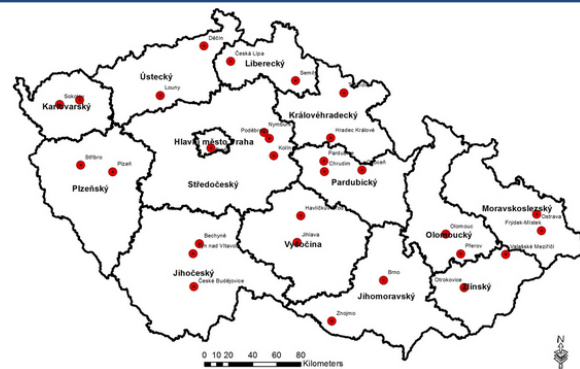 Děčín
Česká Lípa
Liberecký
Semily
Ústecký
Louny
Sokolov
Karlovarský
Královéhradecký
Hradec Králové
Poděbrady
Nymburk
Hlavní město Praha
Kolín
Středočeský
Stříbro
Plzeň
Plzeňský
Pardubice
Chrudim
Pardubický
Moravskoslezský
Ostrava
Frýdek-Místek
Olomouc
Olomoucký
Přerov
Valašské Meziříčí
Havlíčkův Brod
Jihlava
Vysočina
Bechyně
Týn nad Vltavou
Jihočeský
České Budějovice
Brno
Jihomoravský
Znojmo
Otrokovice
Zlínský
N
0 10 20 40 60 80
Kilometers